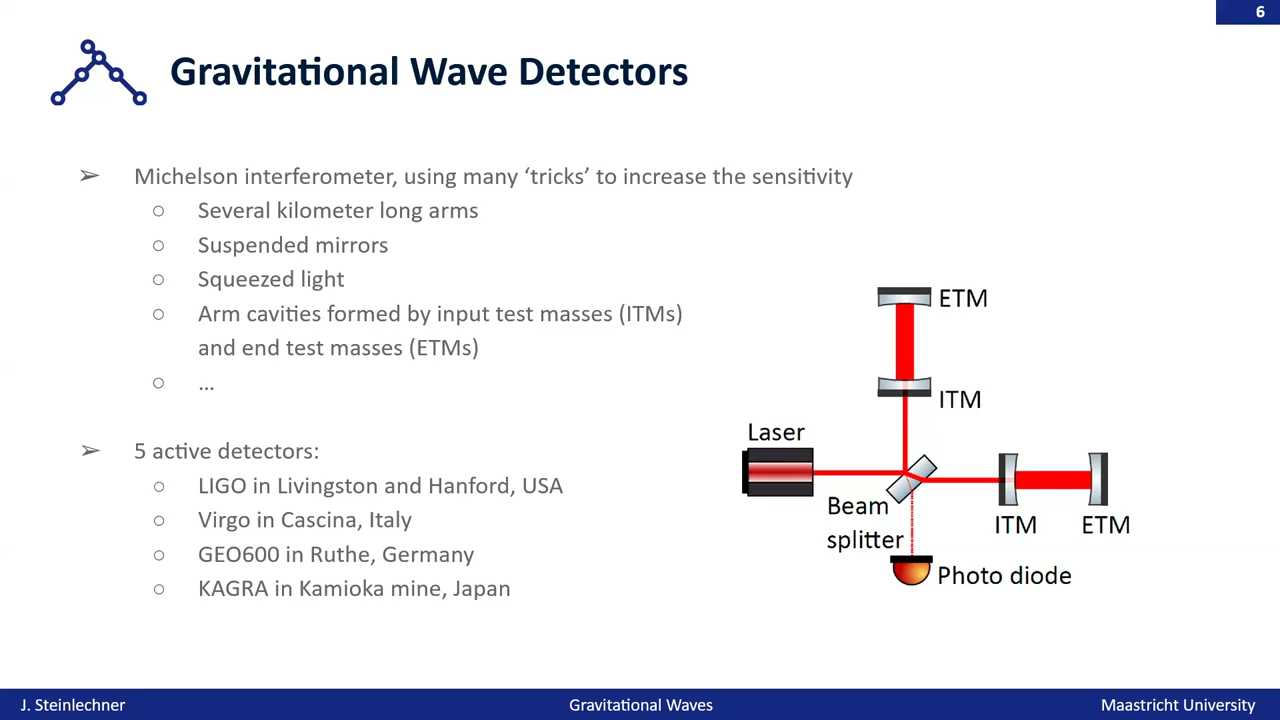 6
Gravitational Wave Detectors
➢ Michelson interferometer, using many ‘tricks’ to increase the sensitivity
○ Several kilometer long arms
○ Suspended mirrors
○ Squeezed light
○ Arm cavities formed by input test masses (ITMs)
and end test masses (ETMs)
○ ...
➢ 5 active detectors:
○ LIGO in Livingston and Hanford, USA
○ Virgo in Cascina, Italy
○ GEO600 in Ruthe, Germany
○ KAGRA in Kamioka mine, Japan
ETM
ITM
Laser
Beam
splitter
ITM
ETM
Photo diode
J. Steinlechner
Gravitational Waves
Maastricht University